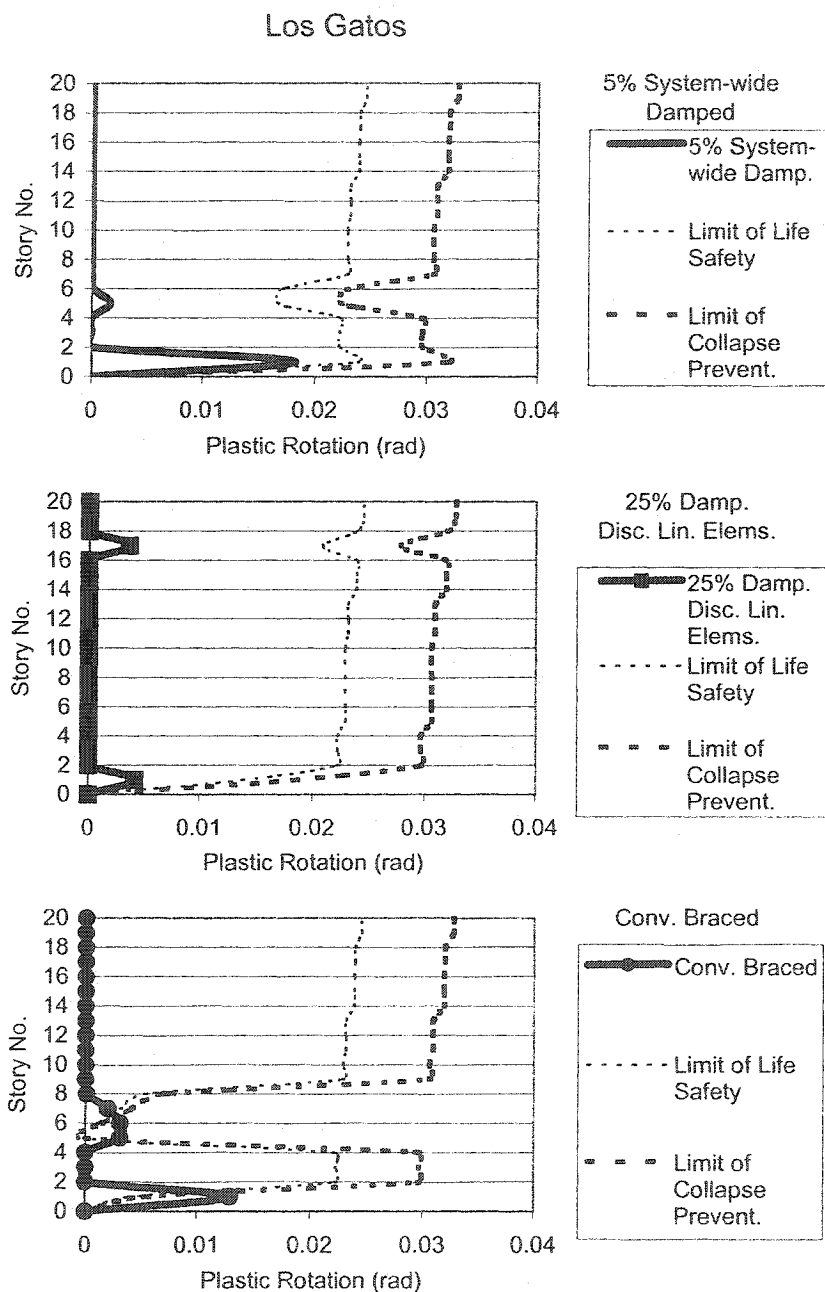 Los Gatos
20
18
16
14
12
10
8
6
4
2
0
Story No.
0
0.01
0.02
0.03
0.04
Plastic Rotation (rad)
5% System-wide
Damped
5% System-
wide Damp.
Limit of Life
Safety
Limit of
Collapse
Prevent.
20
18
16
14
12
10
8
6
4
2
0
Story No.
0
0.01
0.02
0.03
0.04
Plastic Rotation (rad)
25% Damp.
Disc. Lin. Elems.
25% Damp.
Disc. Lin.
Elems.
Limit of Life
Safety
Limit of
Collapse
Prevent.
20
18
16
14
12
10
8
6
4
2
0
Story No.
0
0.01
0.02
0.03
0.04
Plastic Rotation (rad)
Conv. Braced
Conv. Braced
Limit of Life
Safety
Limit of
Collapse
Prevent.